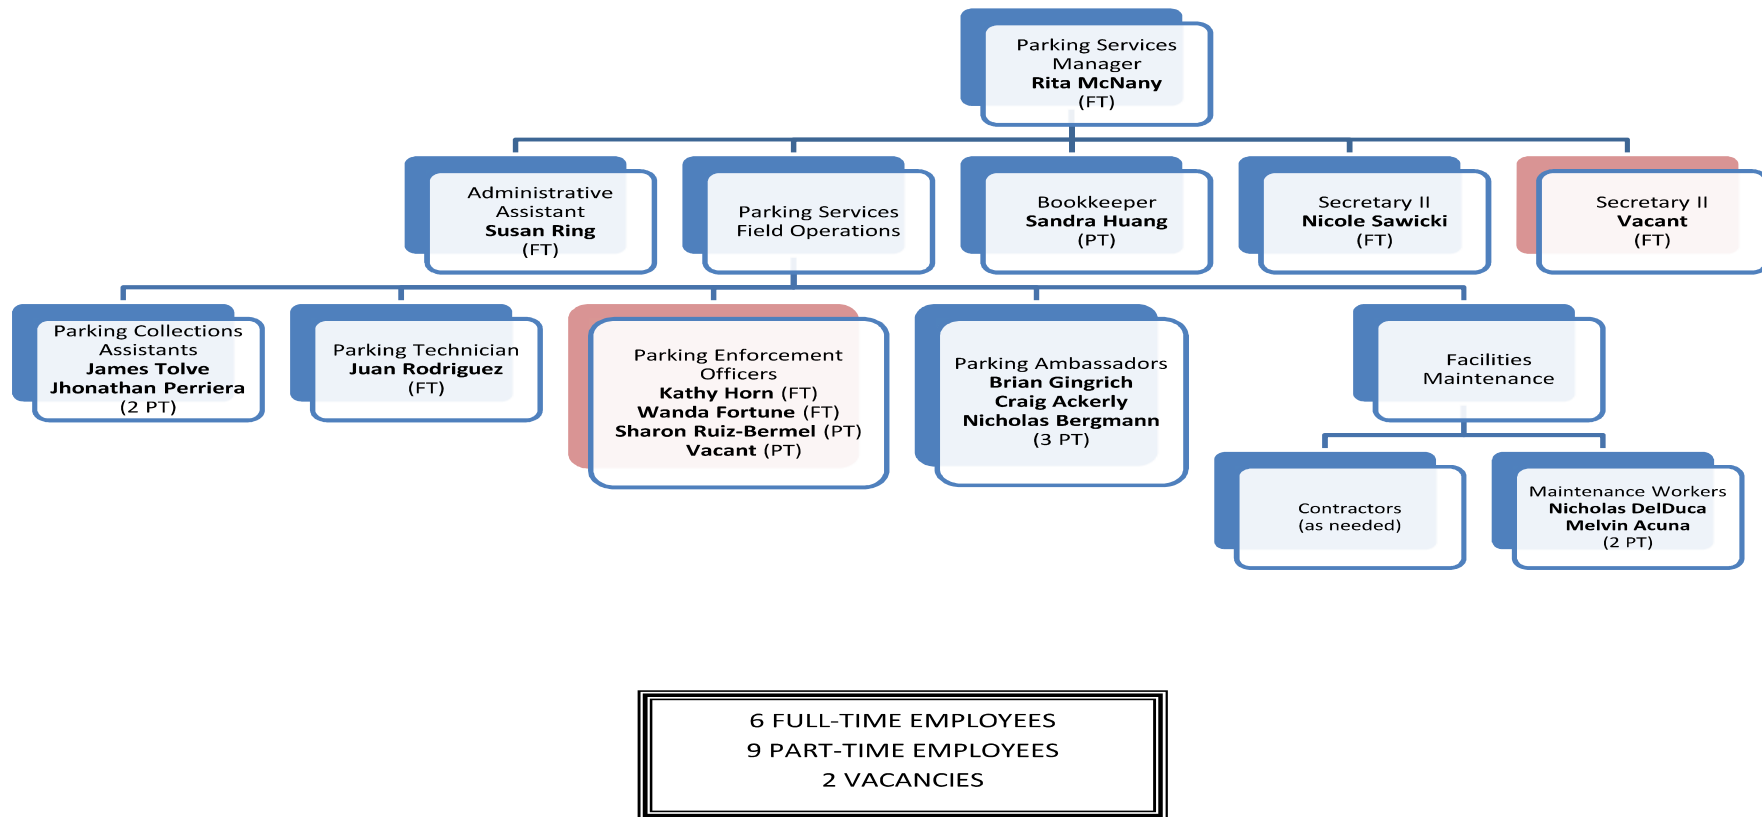 Parking Services
Manager
Rita McNany
(FT)
Administrative
Assistant
Susan Ring
(FT)
Parking Services
Field Operations
Bookkeeper
Sandra Huang
(PT)
Secretary II
Nicole Sawicki
(FT)
Secretary II
Vacant
(FT)
Parking Collections
Assistants
James Tolve
Jhonathan Perriera
(2 PT)
Parking Technician
Juan Rodriguez
(FT)
Parking Enforcement
Officers
Kathy Horn (FT)
Wanda Fortune (FT)
Sharon Ruiz-Bermel (PT)
Vacant (PT)
Parking Ambassadors
Brian Gingrich
Craig Ackerly
Nicholas Bergmann
(3 PT)
Facilities
Maintenance
Contractors
(as needed)
Maintenance Workers
Nicholas DelDuca
Melvin Acuna
(2 PT)
6 FULL-TIME EMPLOYEES
9 PART-TIME EMPLOYEES
2 VACANCIES